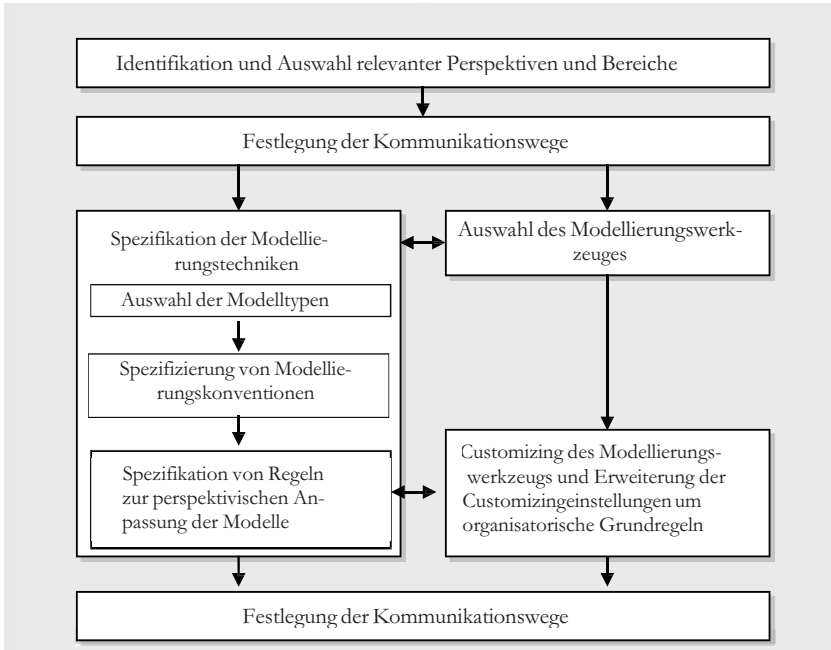 Identifikation und Auswahl relevanter Perspektiven und Bereiche
Festlegung der Kommunikationswege
Spezifikation der Modellie-
rungstechniken
Auswahl der Modelltypen
Spezifizierung von Modellie-
rungskonventionen
Spezifikation von Regeln
zur perspektivischen An-
passung der Modelle
Auswahl des Modellierungswerk-
zeuges
Customizing des Modellierungs-
werkzeugs und Erweiterung der
Customizingeinstellungen um
organisatorische Grundregeln
Festlegung der Kommunikationswege